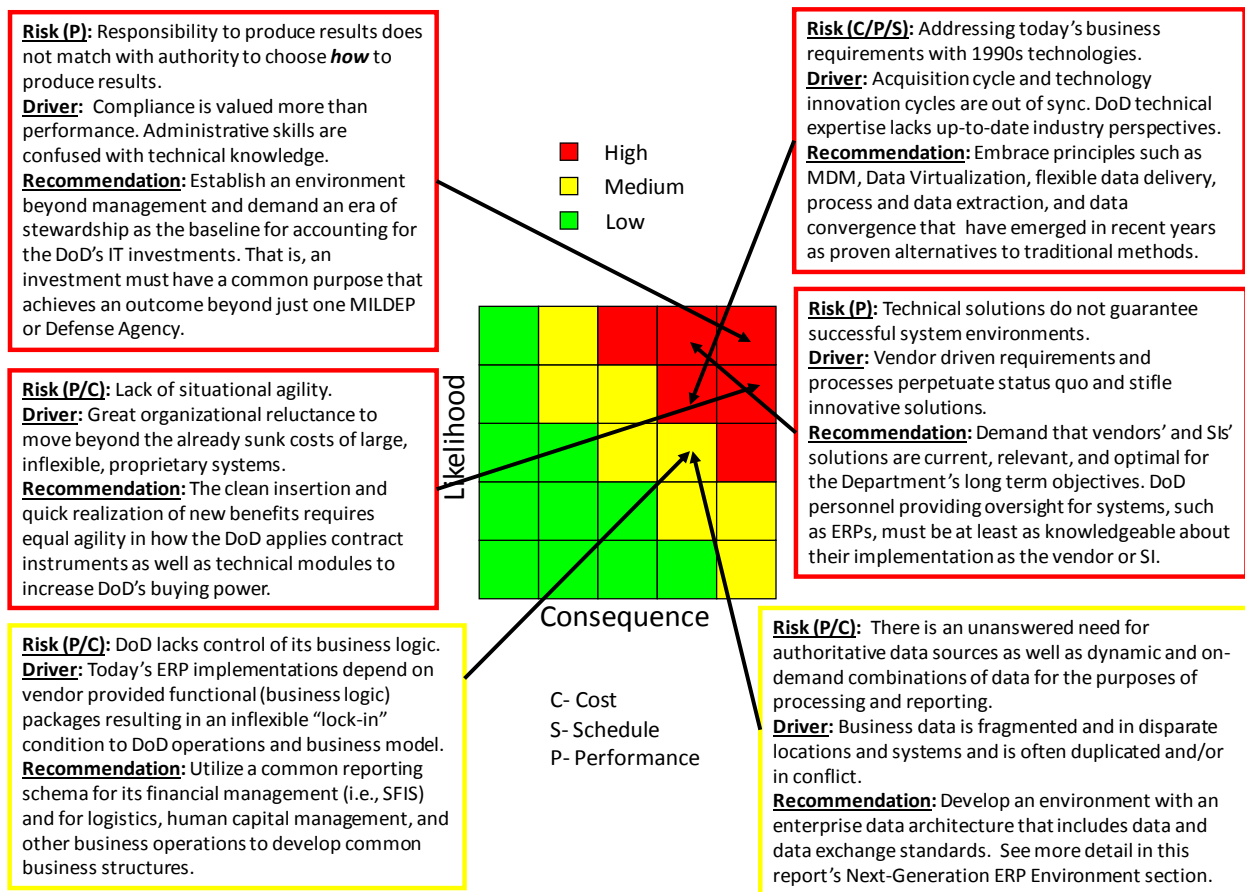 Risk (P): Responsibility to produce results does
not match with authority to choose how to
produce results.
Driver: Compliance is valued more than
performance. Administrative skills are
confused with technical knowledge.
Recommendation: Establish an environment
beyond management and demand an era of
stewardship as the baseline for accounting for
the DoD's IT investments. That is, an
investment must have a common purpose that
achieves an outcome beyond just one MILDEP
or Defense Agency.
Risk (P/C): Lack of situational agility.
Driver: Great organizational reluctance to
move beyond the already sunk costs of large,
inflexible, proprietary systems.
Recommendation: The clean insertion and
quick realization of new benefits requires
equal agility in how the DoD applies contract
instruments as well as technical modules to
increase DoD's buying power.
Risk (P/C): DoD lacks control of its business logic.
Driver: Today's ERP implementations depend on
vendor provided functional (business logic)
packages resulting in an inflexible "lock-in"
condition to DoD operations and business model.
Recommendation: Utilize a common reporting
schema for its financial management (i.e., SFIS)
and for logistics, human capital management, and
other business operations to develop common
business structures.
High
Medium
Low
Likelihood
Consequence
C- Cost
S- Schedule
P- Performance
Risk (C/P/S): Addressing today's business
requirements with 1990s technologies.
Driver: Acquisition cycle and technology
innovation cycles are out of sync. DoD technical
expertise lacks up-to-date industry perspectives.
Recommendation: Embrace principles such as
MDM, Data Virtualization, flexible data delivery,
process and data extraction, and data
convergence that have emerged in recent years
as proven alternatives to traditional methods.
Risk (P): Technical solutions do not guarantee
successful system environments.
Driver: Vendor driven requirements and
processes perpetuate status quo and stifle
innovative solutions.
Recommendation: Demand that vendors' and SIs'
solutions are current, relevant, and optimal for
the Department's long term objectives. DoD
personnel providing oversight for systems, such
as ERPs, must be at least as knowledgeable about
their implementation as the vendor or SI.
Risk (P/C): There is an unanswered need for
authoritative data sources as well as dynamic and on-
demand combinations of data for the purposes of
processing and reporting.
Driver: Business data is fragmented and in disparate
locations and systems and is often duplicated and/or
in conflict.
Recommendation: Develop an environment with an
enterprise data architecture that includes data and
data exchange standards. See more detail in this
report's Next-Generation ERP Environment section.